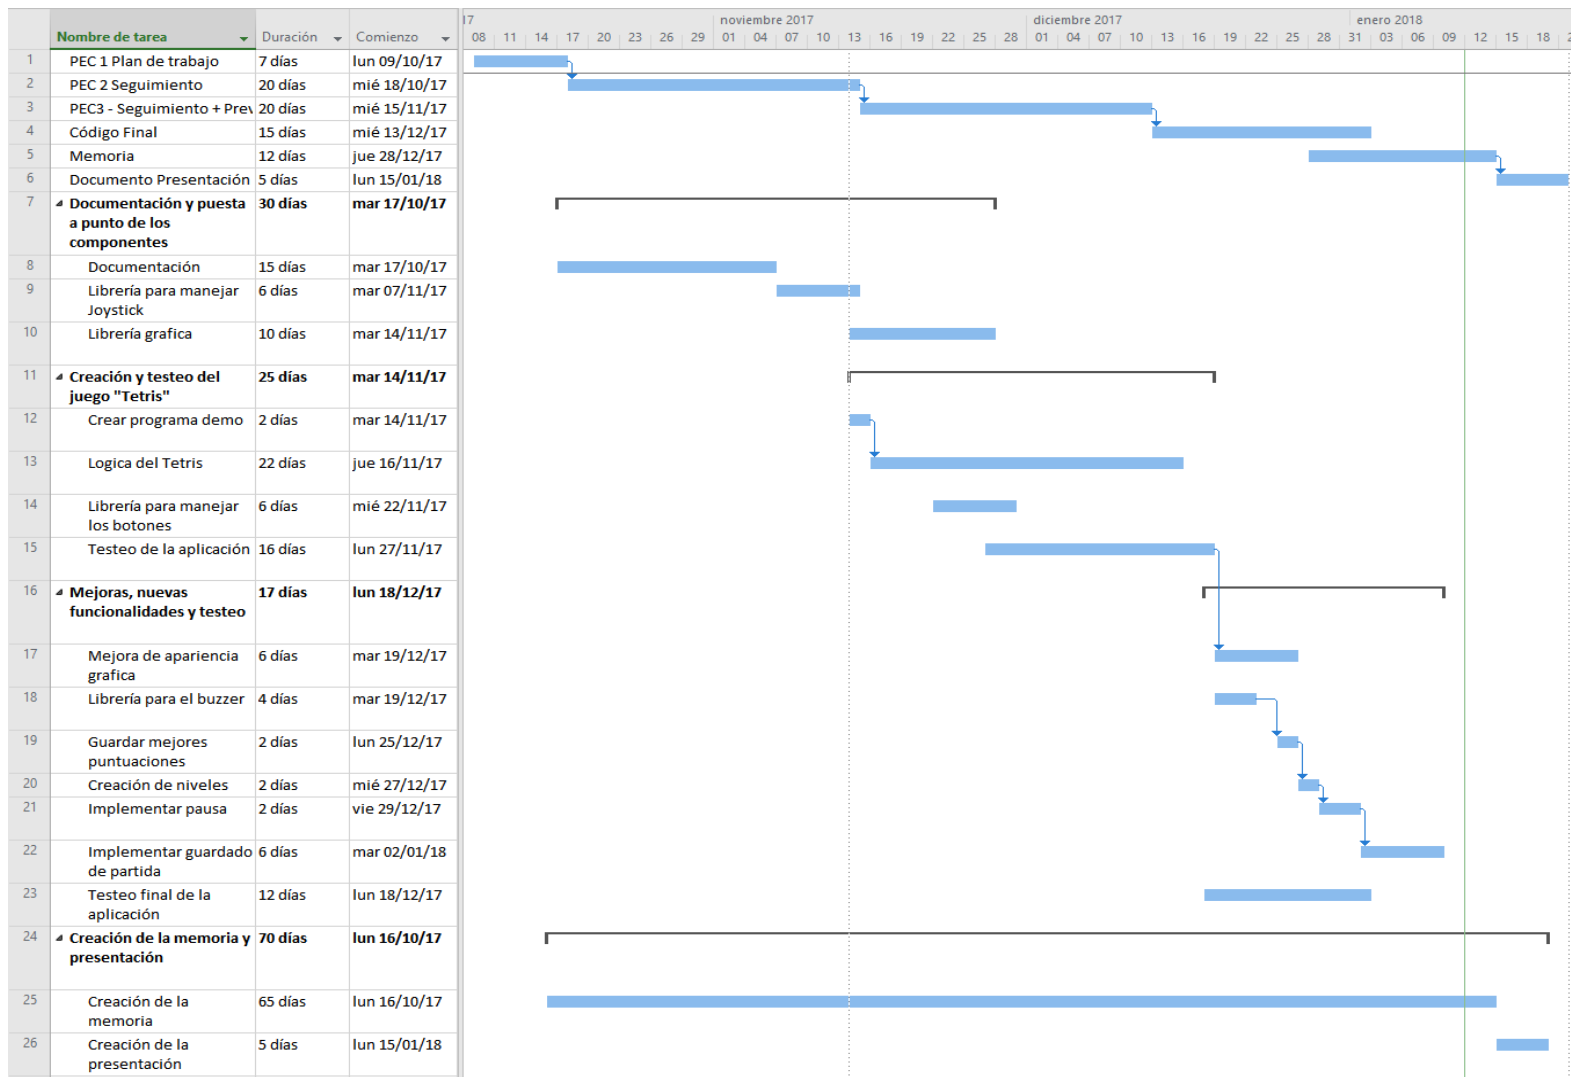 17 noviembre 2017 diciembre 2017 enero 2018
Nombre de tarea Duración Comienzo 08 11 14 17 20 23 26 29 01 04 07 10 13 16 19 22 25 28 01 04 07 10 13 16 19 22 25 28 31 03 06 09 12 15 18 2
1 PEC 1 Plan de trabajo 7 días lun 09/10/17
2 PEC 2 Seguimiento 20 días mié 18/10/17
3 PEC3 - Seguimiento + Prev 20 días mié 15/11/17
4 Código Final 15 días mié 13/12/17
5 Memoria 12 días jue 28/12/17
6 Documento Presentación 5 días lun 15/01/18
7 Documentación y puesta 30 días mar 17/10/17
a punto de los
componentes
8 Documentación 15 días mar 17/10/17
9 Librería para manejar 6 días mar 07/11/17
Joystick
10 Librería grafica 10 días mar 14/11/17
11 Creación y testeo del 25 días mar 14/11/17
juego "Tetris"
12 Crear programa demo 2 días mar 14/11/17
13 Logica del Tetris 22 días jue 16/11/17
14 Librería para manejar 6 días mié 22/11/17
los botones
15 Testeo de la aplicación 16 días lun 27/11/17
16 Mejoras, nuevas 17 días lun 18/12/17
funcionalidades y testeo
17 Mejora de apariencia 6 días mar 19/12/17
grafica
18 Librería para el buzzer 4 días mar 19/12/17
19 Guardar mejores 2 días lun 25/12/17
puntuaciones
20 Creación de niveles 2 días mié 27/12/17
21 Implementar pausa 2 días vie 29/12/17
22 Implementar guardado 6 días mar 02/01/18
de partida
23 Testeo final de la 12 días lun 18/12/17
aplicación
24 Creación de la memoria y 70 días lun 16/10/17
presentación
25 Creación de la 65 días lun 16/10/17
memoria
26 Creación de la 5 días lun 15/01/18
presentación